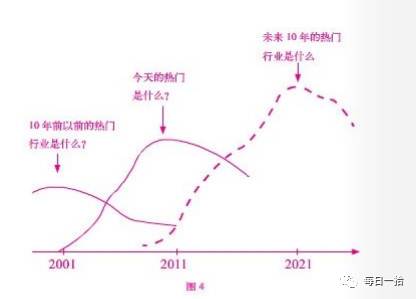 未来 10 年的热门
行业是什么
今天的热门
是什么？
10 年前以前的热门
行业是什么？
2001
2011
2021
图 4
每日一拾